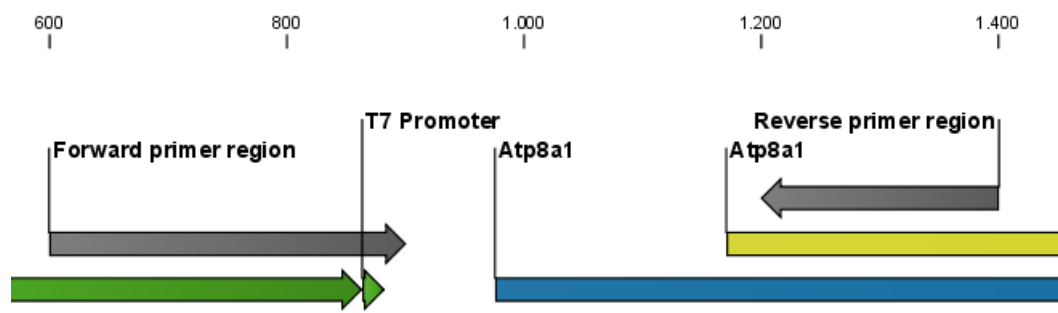 600 800 1.000 1.200 1.400
T7 Promoter Reverse primer region
Forward primer region Atp8a1 Atp8a1